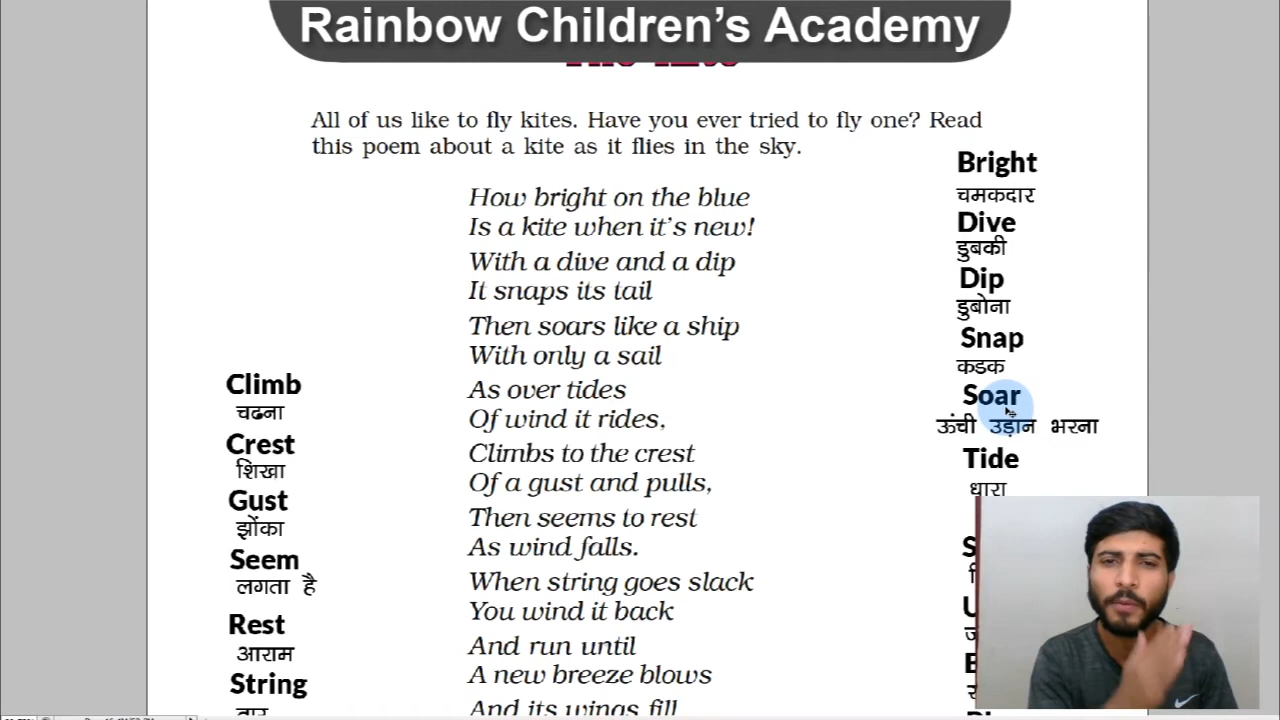 Rainbow Children's Academy
All of us like to fly kites. Have you ever tried to fly one? Read
this poem about a kite as it flies in the sky.
How bright on the blue
Is a kite when it's new!
With a dive and a dip
It snaps its tail
Then soars like a ship
With only a sail
As over tides
Of wind it rides,
Climbs to the crest
Of a gust and pulls,
Then seems to rest
As wind falls.
When string goes slack
You wind it back
And run until
A new breeze blows
And its wings fill
Climb
चढना
Crest
शिखा
Gust
झोंका
Seem
लगता है
Rest
आराम
String
Bright
चमकदार
Dive
डुबकी
Dip
डुबोना
Snap
कडक
Soar
ऊंची उड़ान भरना
Tide
धारा